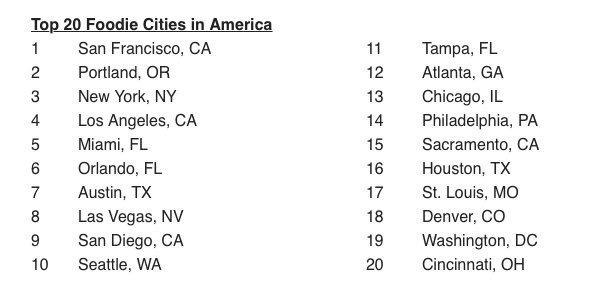 Top 20 Foodie Cities in America
1 San Francisco, CA
2 Portland, OR
3 New York, NY
4 Los Angeles, CA
5 Miami, FL
6 Orlando, FL
7 Austin, TX
8 Las Vegas, NV
9 San Diego, CA
10 Seattle, WA
11 Tampa, FL
12 Atlanta, GA
13 Chicago, IL
14 Philadelphia, PA
15 Sacramento, CA
16 Houston, TX
17 St. Louis, MO
18 Denver, CO
19 Washington, DC
20 Cincinnati, OH